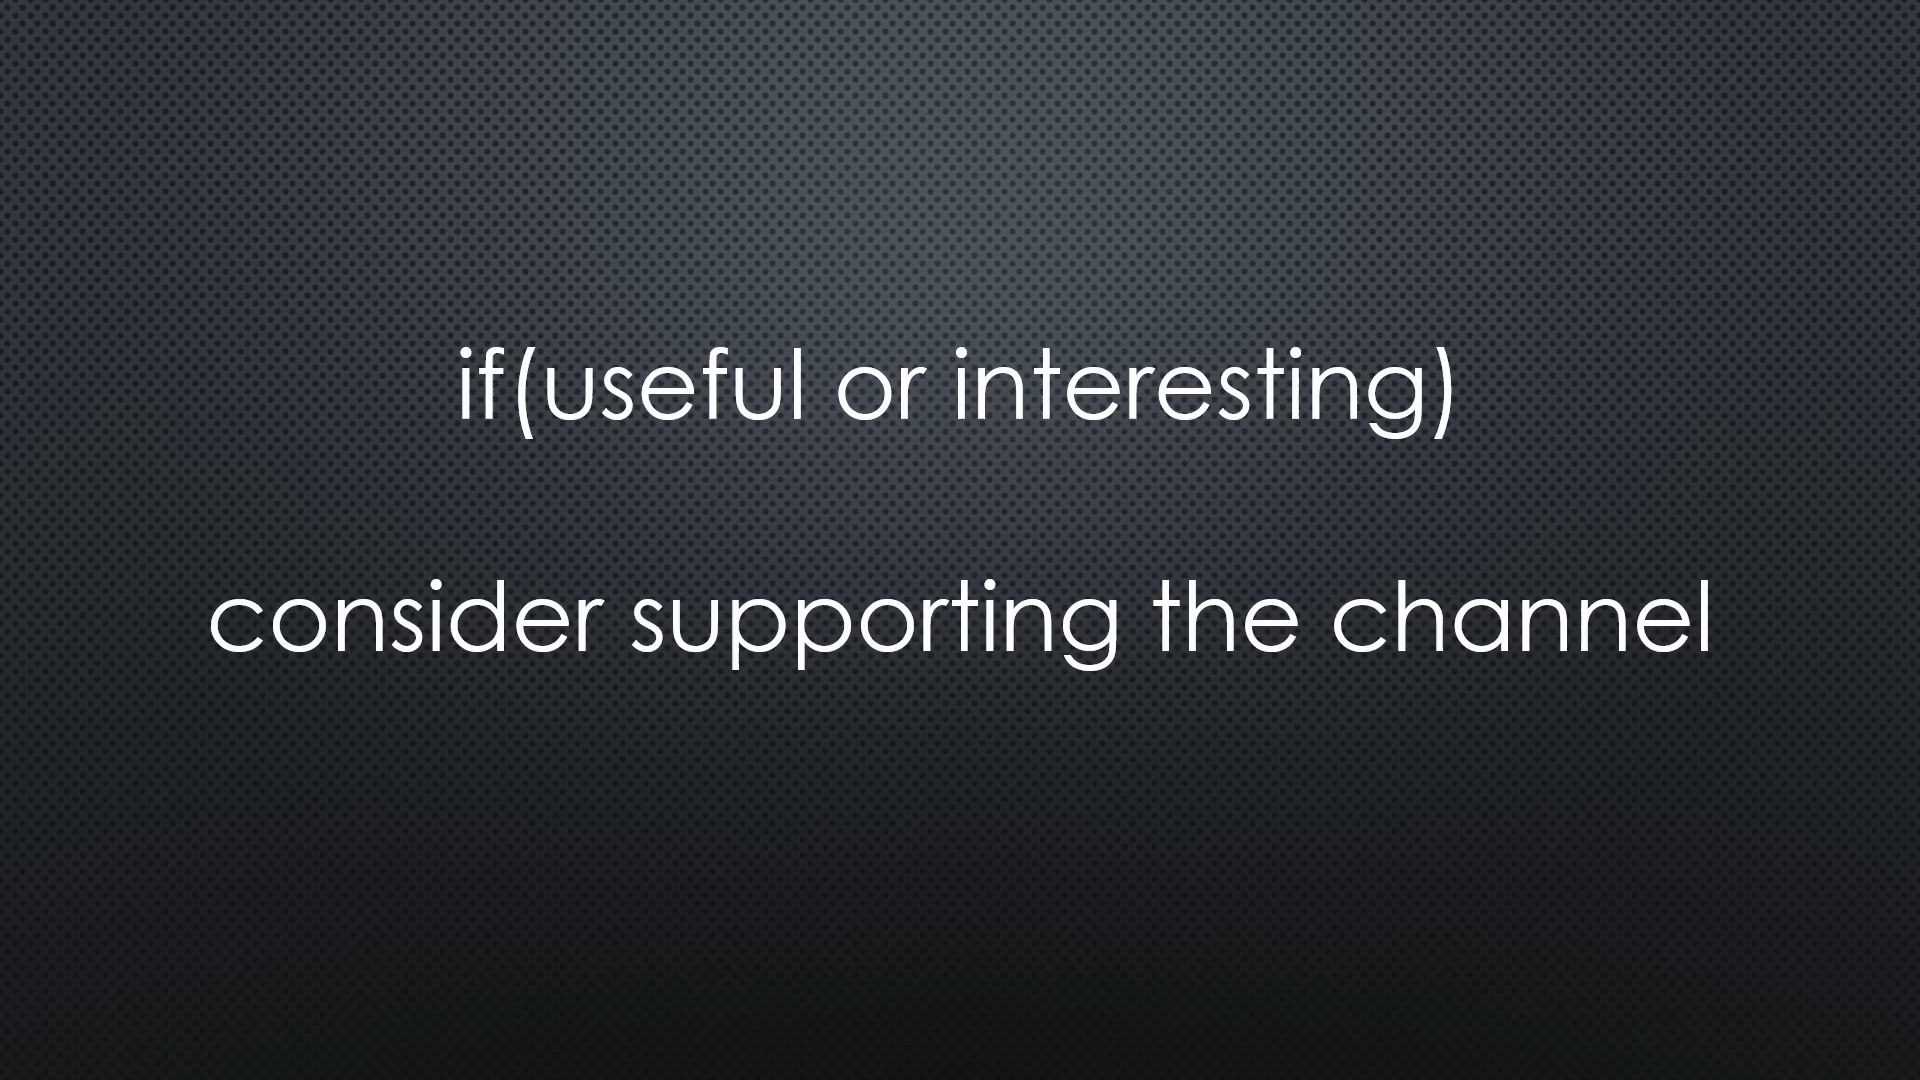 if(useful or interesting)
consider supporting the channel